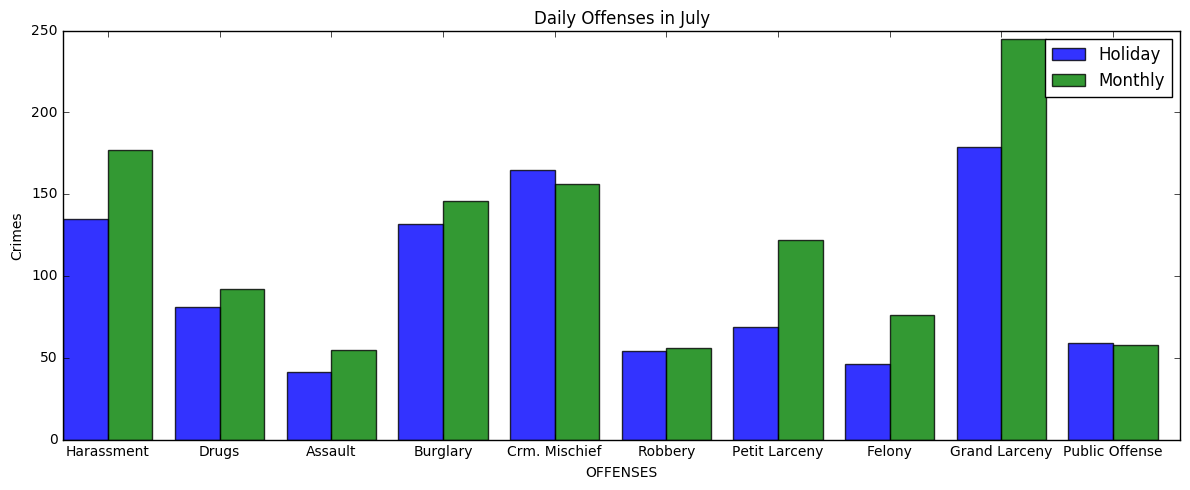 Daily Offenses in July
Holiday
Monthly
Crimes
250
200
150
100
50
0
Harassment Drugs Assault Burglary Crm. Mischief Robbery Petit Larceny Felony Grand Larceny Public Offense
OFFENSES